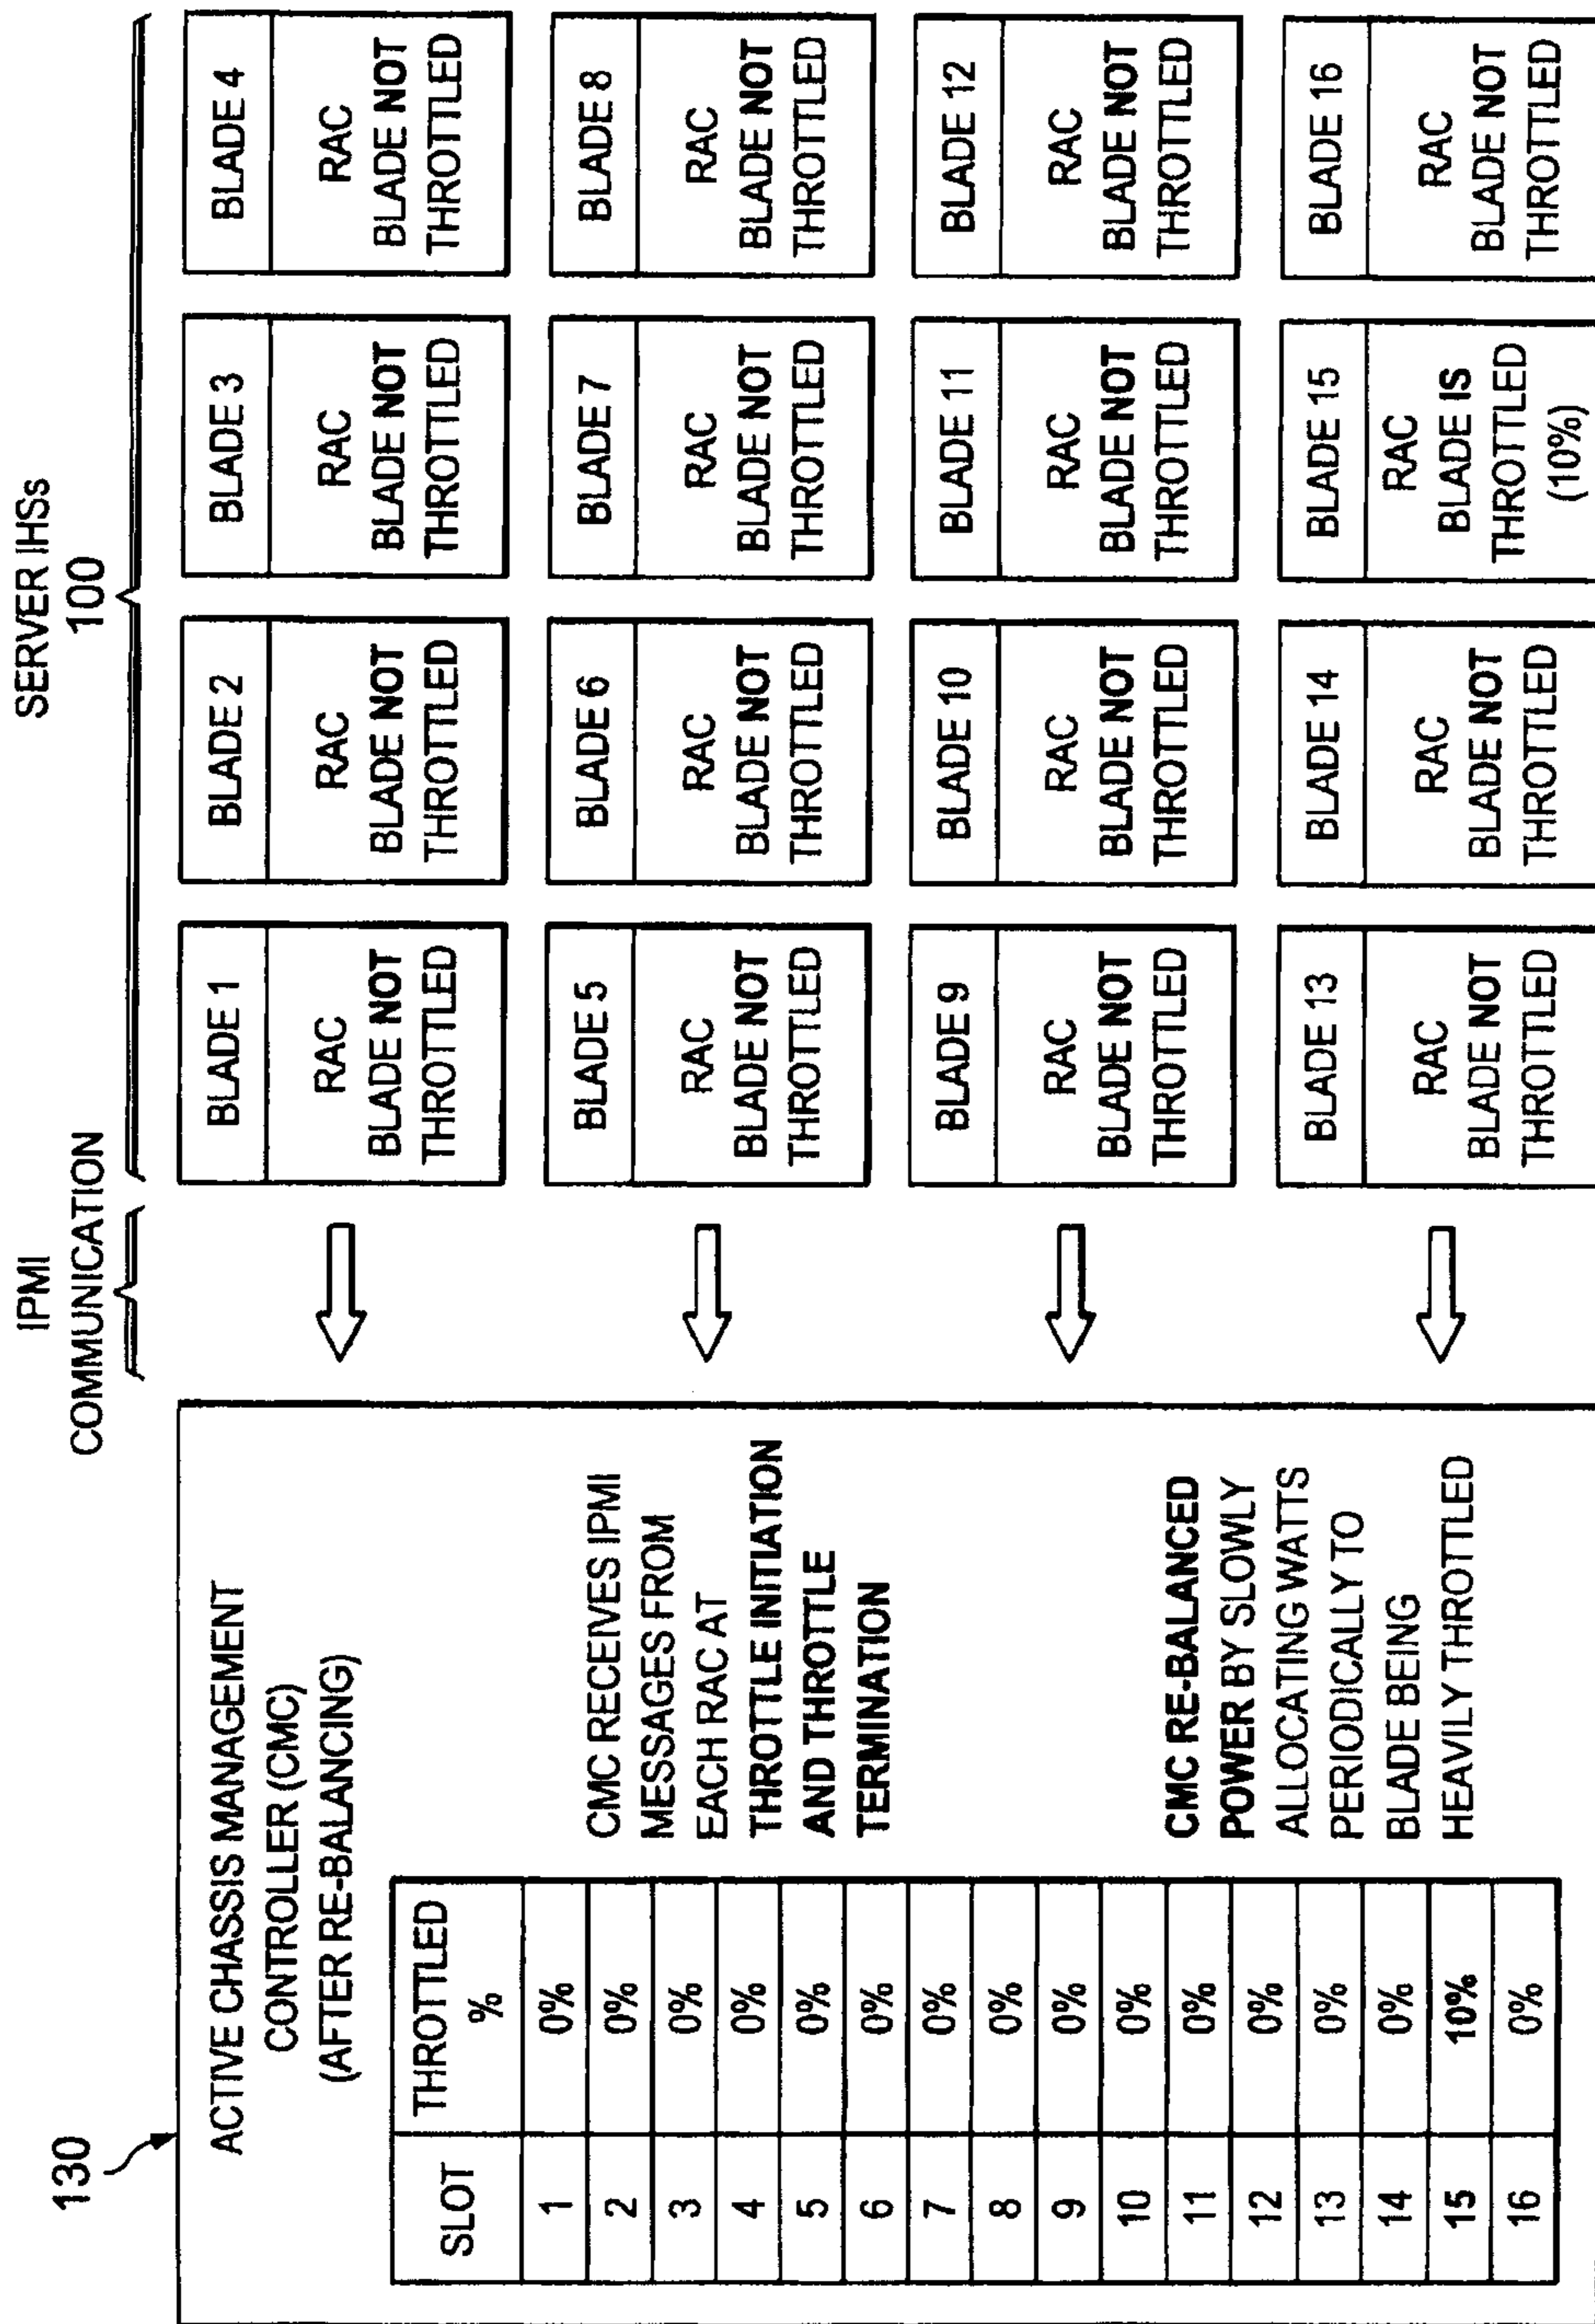 130
ACTIVE CHASSIS MANAGEMENT
CONTROLLER (CMC)
(AFTER RE-BALANCING)
SLOT THROTTLED %
1 0%
2 0%
3 0%
4 0%
5 0%
6 0%
7 0%
8 0%
9 0%
10 0%
11 0%
12 0%
13 0%
14 0%
15 10%
16 0%
CMC RECEIVES IPMI
MESSAGES FROM
EACH RAC AT
THROTTLE INITIATION
AND THROTTLE
TERMINATION
CMC RE-BALANCED
POWER BY SLOWLY
ALLOCATING WATTS
PERIODICALLY TO
BLADE BEING
HEAVILY THROTTLED
IPMI
COMMUNICATION
SERVER IHSs
100
BLADE 1
RAC
BLADE NOT
THROTTLED
BLADE 2
RAC
BLADE NOT
THROTTLED
BLADE 3
RAC
BLADE NOT
THROTTLED
BLADE 4
RAC
BLADE NOT
THROTTLED
BLADE 5
RAC
BLADE NOT
THROTTLED
BLADE 6
RAC
BLADE NOT
THROTTLED
BLADE 7
RAC
BLADE NOT
THROTTLED
BLADE 8
RAC
BLADE NOT
THROTTLED
BLADE 9
RAC
BLADE NOT
THROTTLED
BLADE 10
RAC
BLADE NOT
THROTTLED
BLADE 11
RAC
BLADE NOT
THROTTLED
BLADE 12
RAC
BLADE NOT
THROTTLED
BLADE 13
RAC
BLADE NOT
THROTTLED
BLADE 14
RAC
BLADE NOT
THROTTLED
BLADE 15
RAC
BLADE IS
THROTTLED
(10%)
BLADE 16
RAC
BLADE NOT
THROTTLED